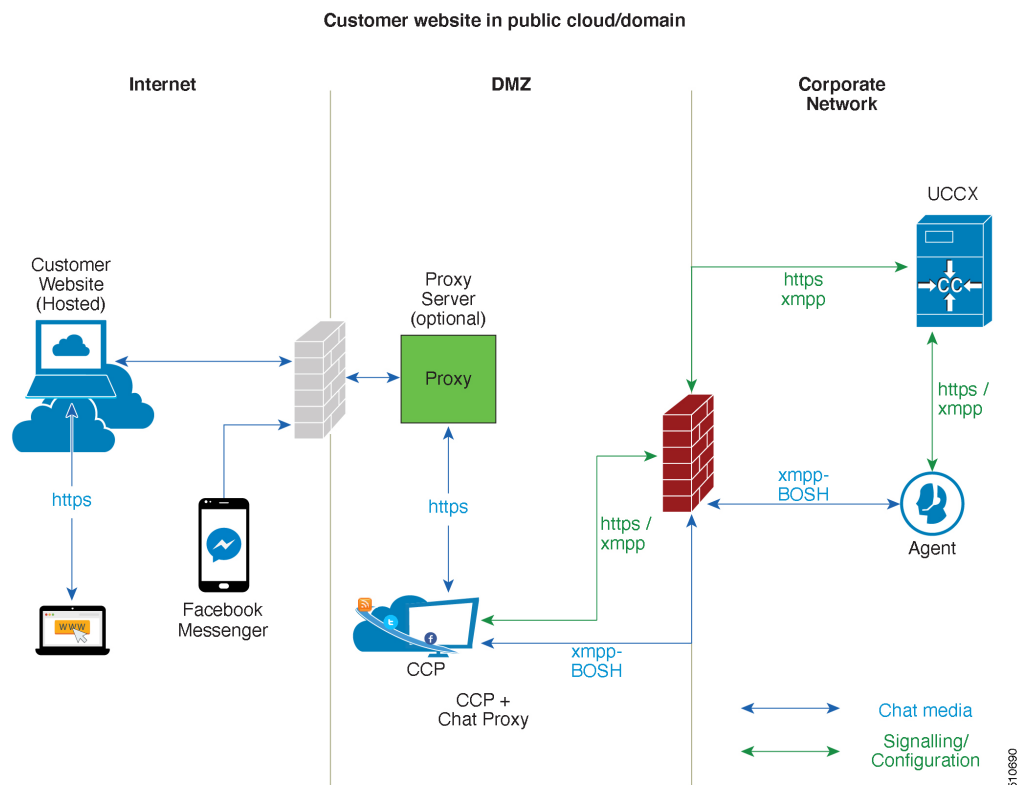 Customer website in public cloud/domain
Internet
DMZ
Corporate
Network
UCCX
CC
https
xmpp
https /
xmpp
Customer
Website
(Hosted)
Proxy
Server
(optional)
Proxy
https
https
https /
xmpp
xmpp-
BOSH
Agent
WWW
Facebook
Messenger
CCP
xmpp-
BOSH
CCP +
Chat Proxy
Chat media
Signalling/
Configuration
510690